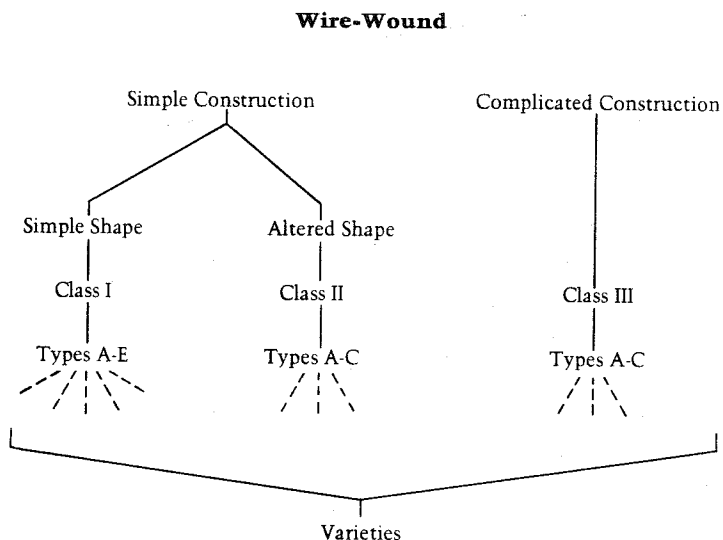 Wire-Wound
Simple Construction
Complicated Construction
Simple Shape
Altered Shape
Class I
Class II
Class III
Types A-E
Types A-C
Types A-C
Varieties